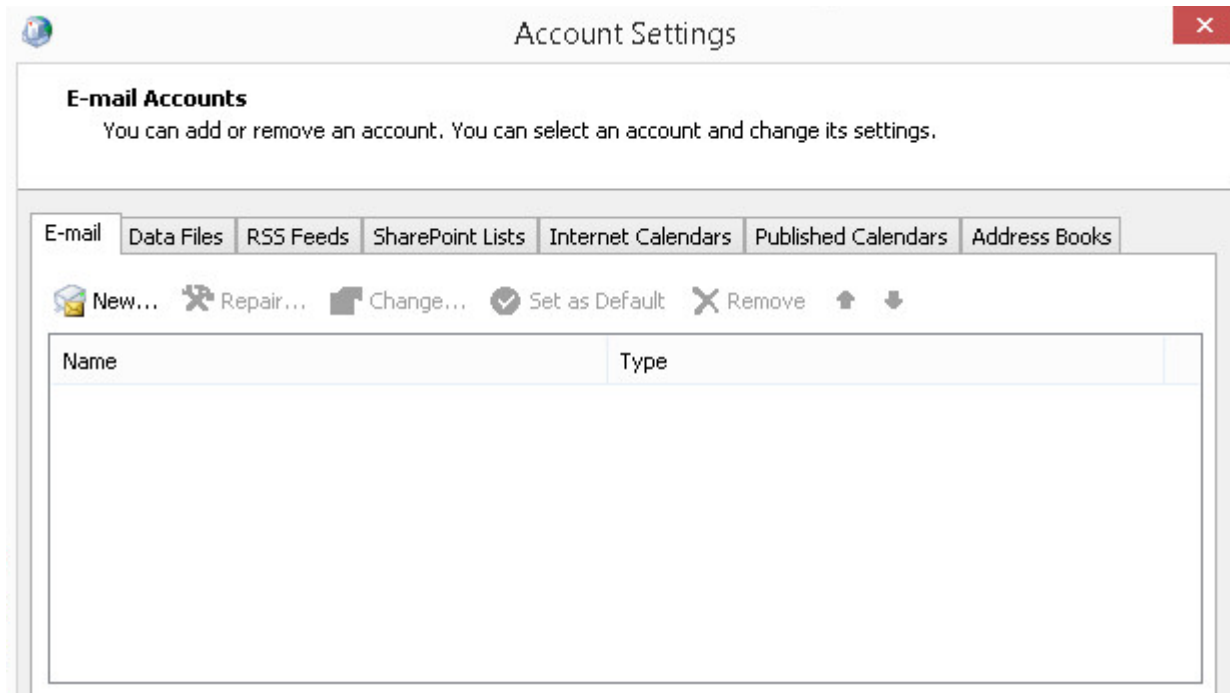 Account Settings
E-mail Accounts
You can add or remove an account. You can select an account and change its settings.
E-mail Data Files RSS Feeds SharePoint Lists Internet Calendars Published Calendars Address Books
New... Repair... Change... Set as Default Remove
Name Type